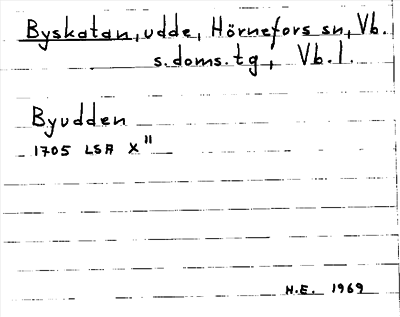 Byskatan, udde, Hörnefors sn, Vb.
s. doms. tg, Vb. l.
Byudden
1705 LSA X"
H.E. 1969